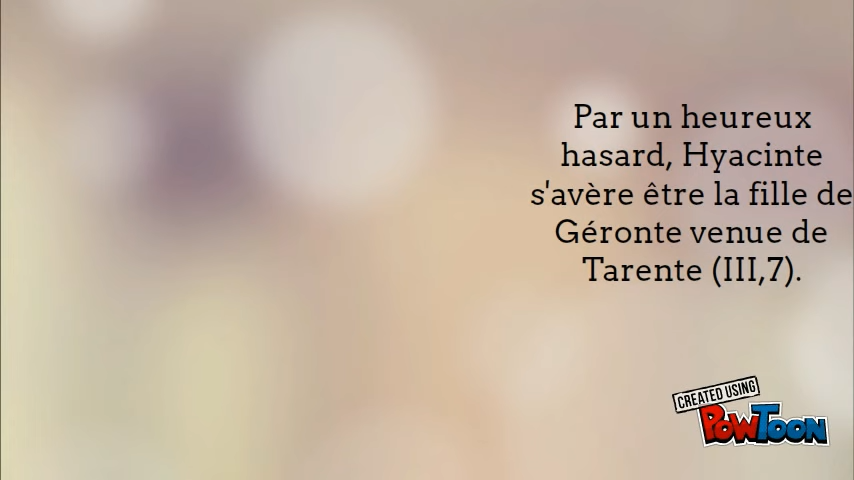 Par un heureux
hasard, Hyacinte
s'avère être la fille de
Géronte venue de
Tarente (III,7).
CREATED USING
POWTOON